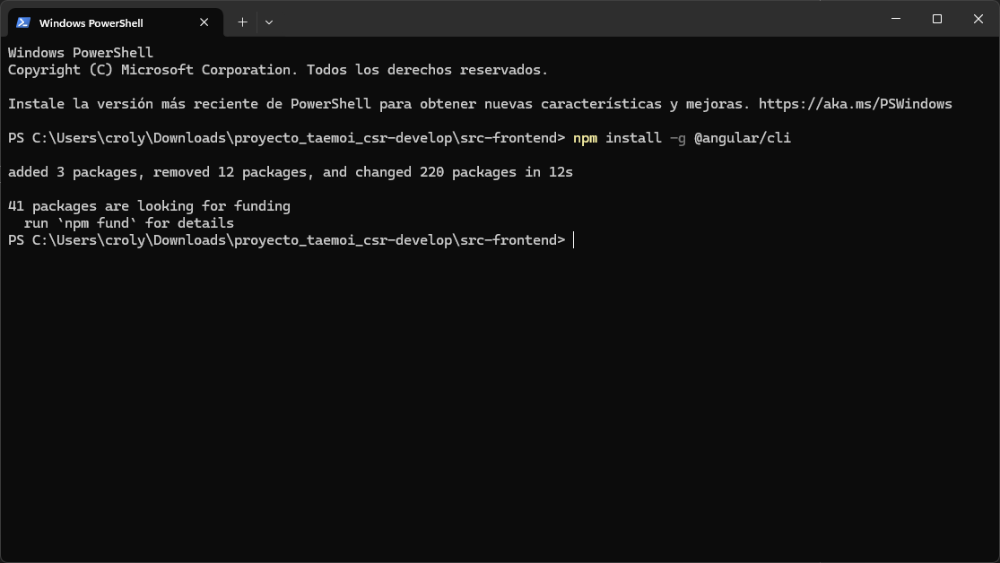 Windows PowerShell
Windows PowerShell
Copyright (C) Microsoft Corporation. Todos los derechos reservados.
Instale la versión más reciente de PowerShell para obtener nuevas características y mejoras. https://aka.ms/PSWindows
PS C:\Users\croly\Downloads\proyecto_taemoi_csr-develop\src-frontend> npm install -g @angular/cli
added 3 packages, removed 12 packages, and changed 220 packages in 12s
41 packages are looking for funding
  run `npm fund` for details
PS C:\Users\croly\Downloads\proyecto_taemoi_csr-develop\src-frontend>